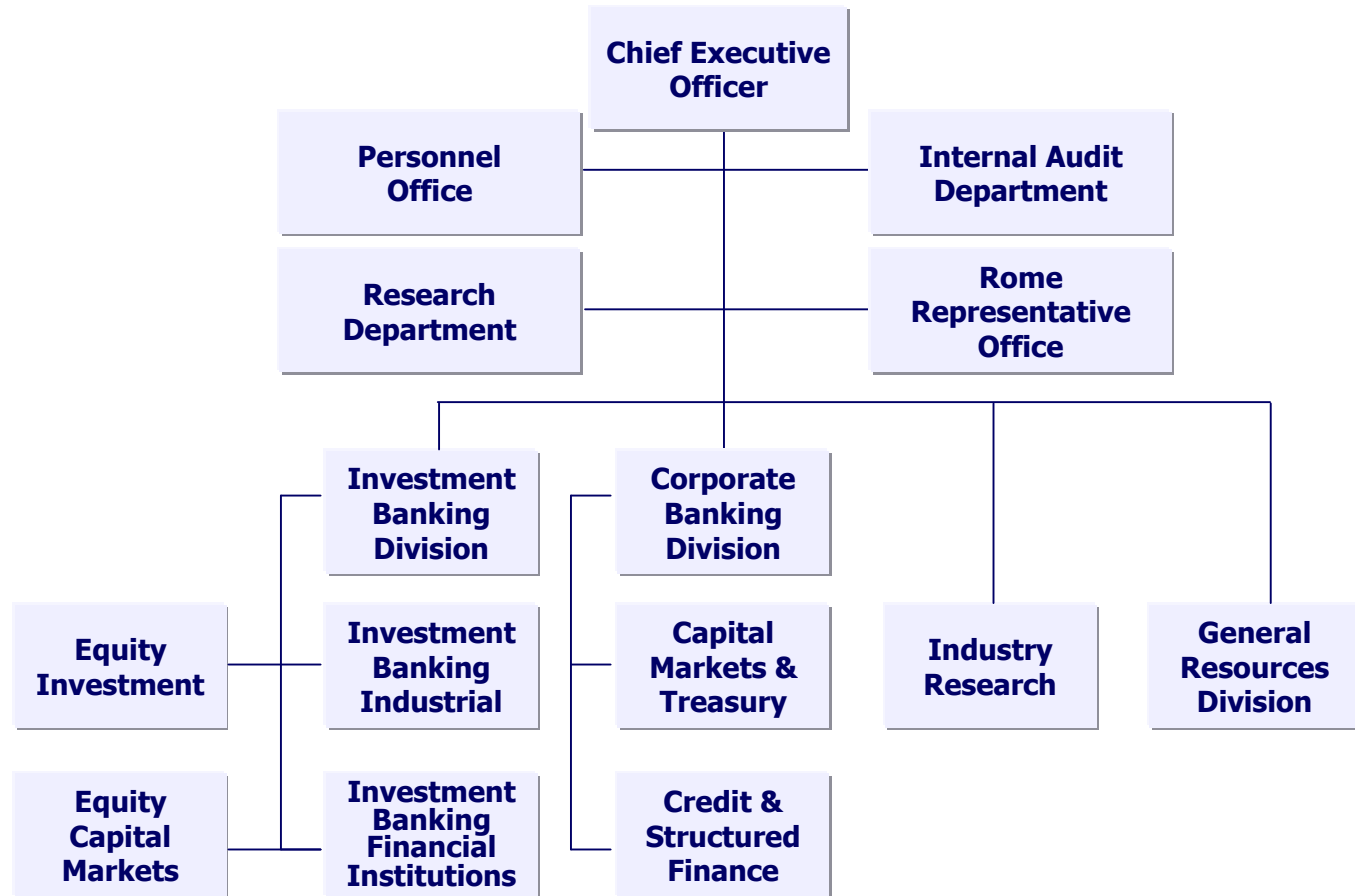 Chief Executive
Officer
Personnel
Office
Internal Audit
Department
Research
Department
Rome
Representative
Office
Investment
Banking
Division
Corporate
Banking
Division
Equity
Investment
Investment
Banking
Industrial
Capital
Markets &
Treasury
Industry
Research
General
Resources
Division
Equity
Capital
Markets
Investment
Banking
Financial
Institutions
Credit &
Structured
Finance